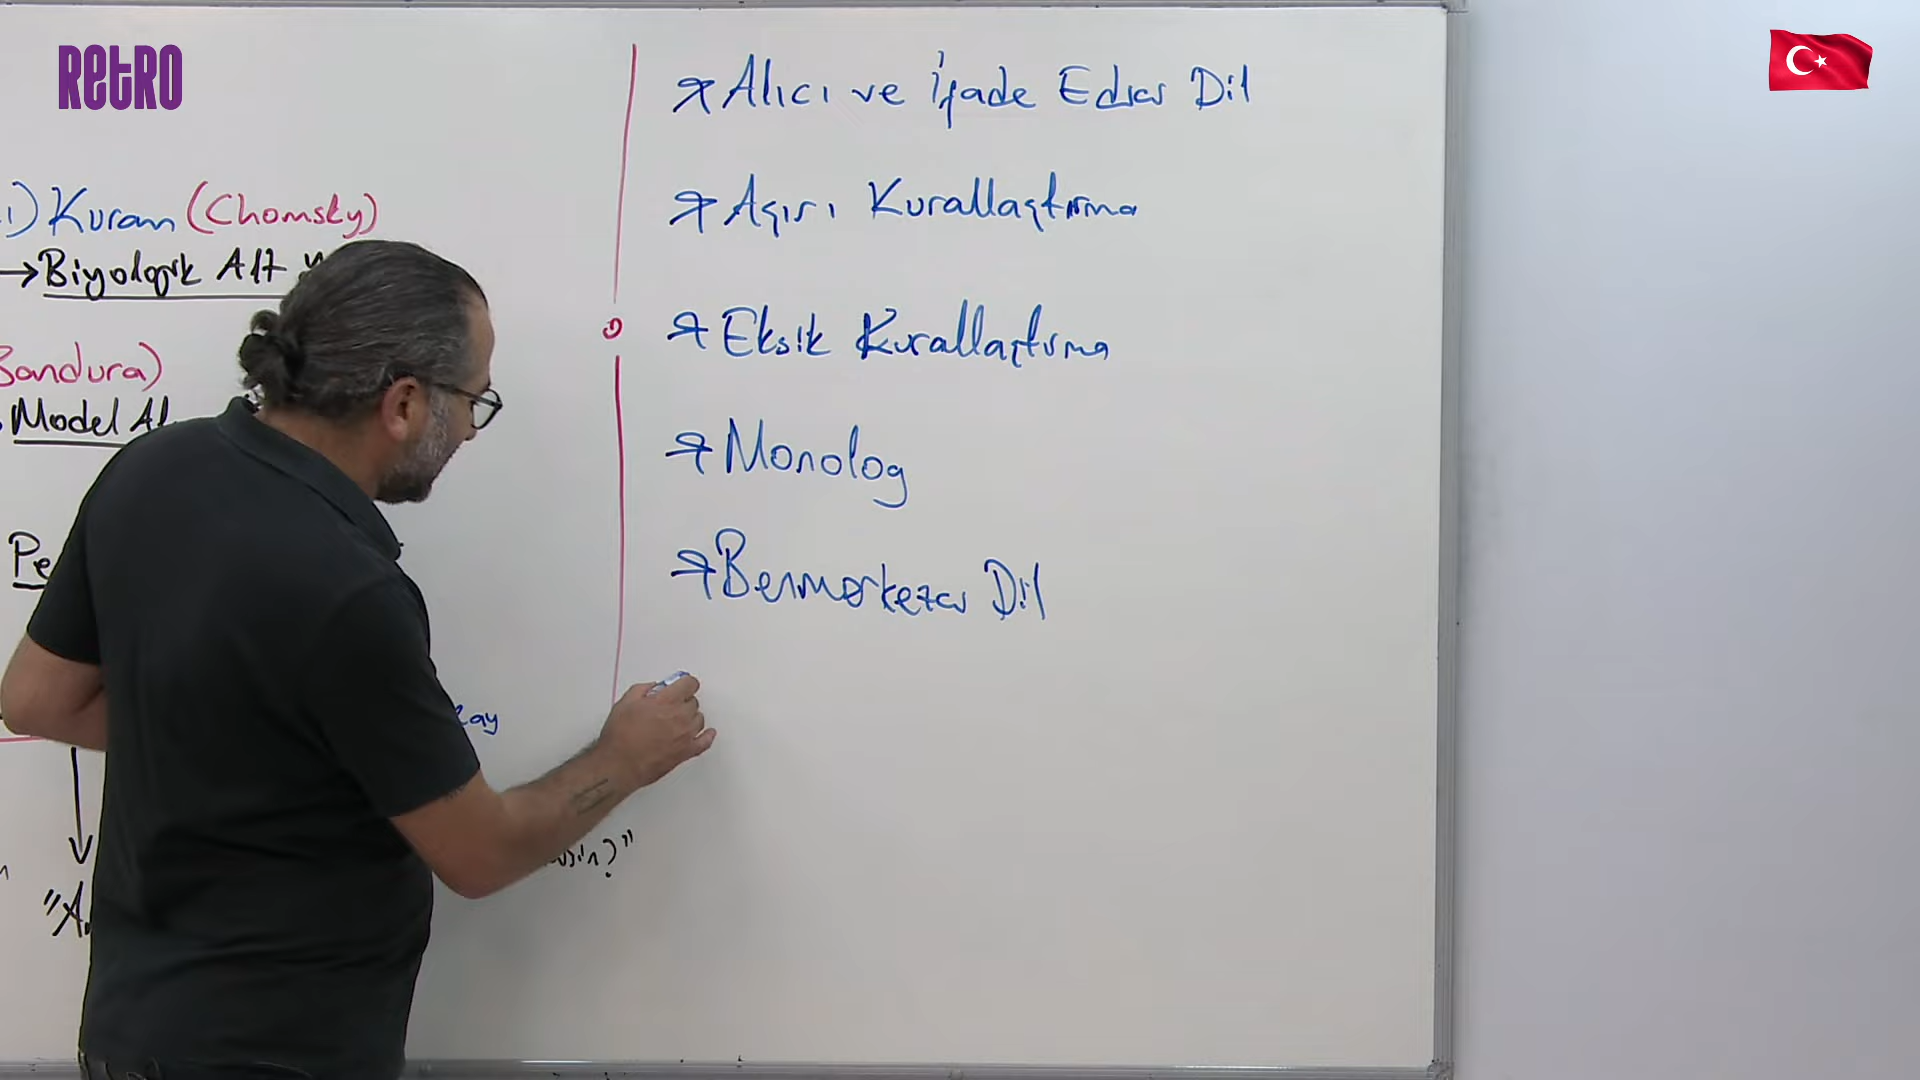 RETRO
Kuram (Chomsky)
→Biyolojik Alt
Bandura)
Model Al
Pe
"A
?"
Alıcı ve İfade Edici Dil
Aşırı Kurallaştırma
Eksik Kurallaştırma
Monolog
Benmerkezci Dil